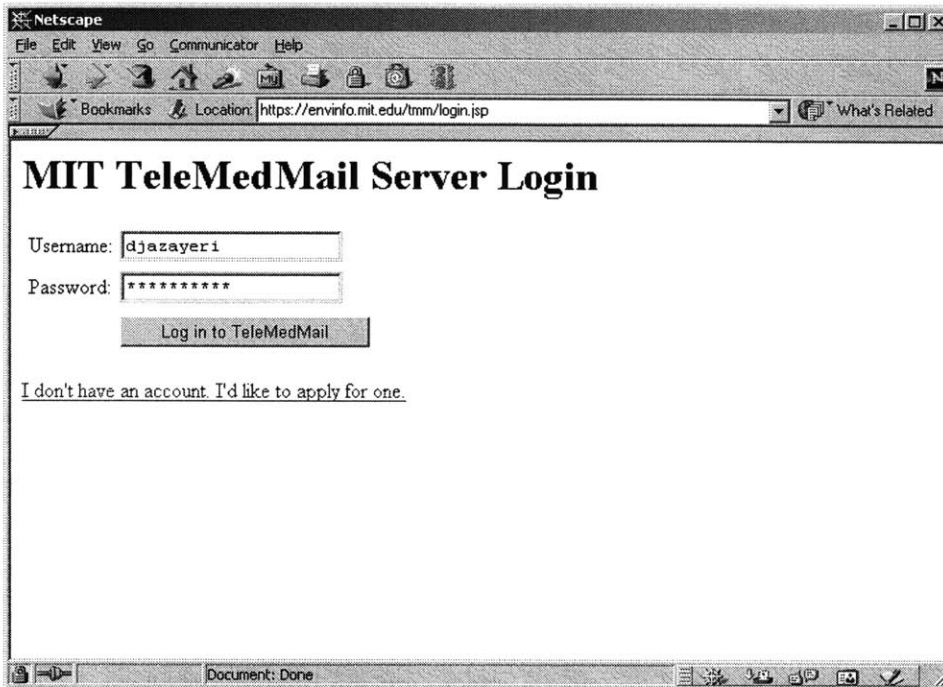 Netscape
File Edit View Go Communicator Help
My N
Bookmarks Location: https://envinfo.mit.edu/tmm/login.jsp What's Related
MIT TeleMedMail Server Login
Username: djazayeri
Password: **********
Log in to TeleMedMail
I don't have an account. I'd like to apply for one.
Document: Done